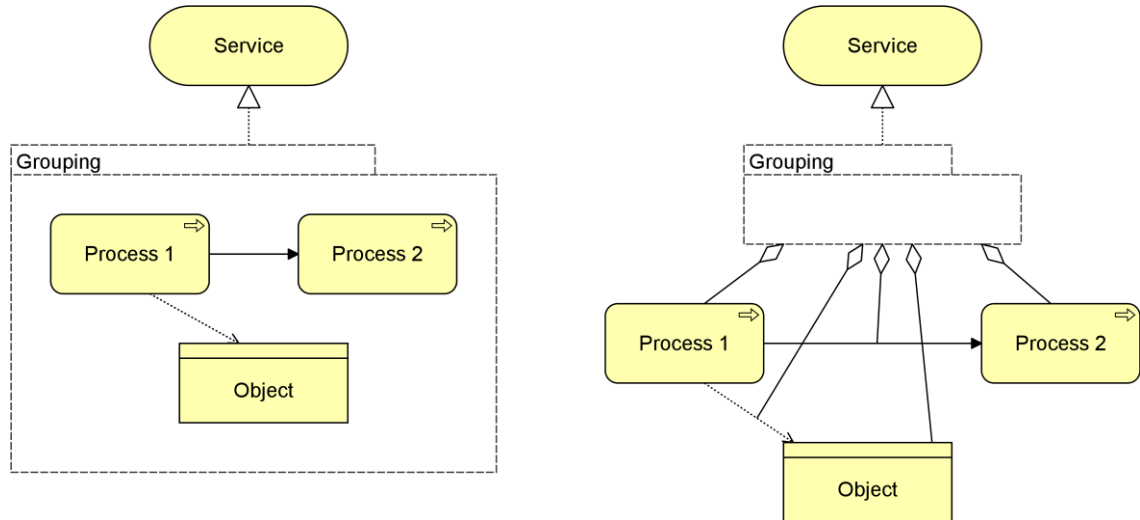 Service
Grouping
Process 1
Process 2
Object
Service
Grouping
Process 1
Process 2
Object